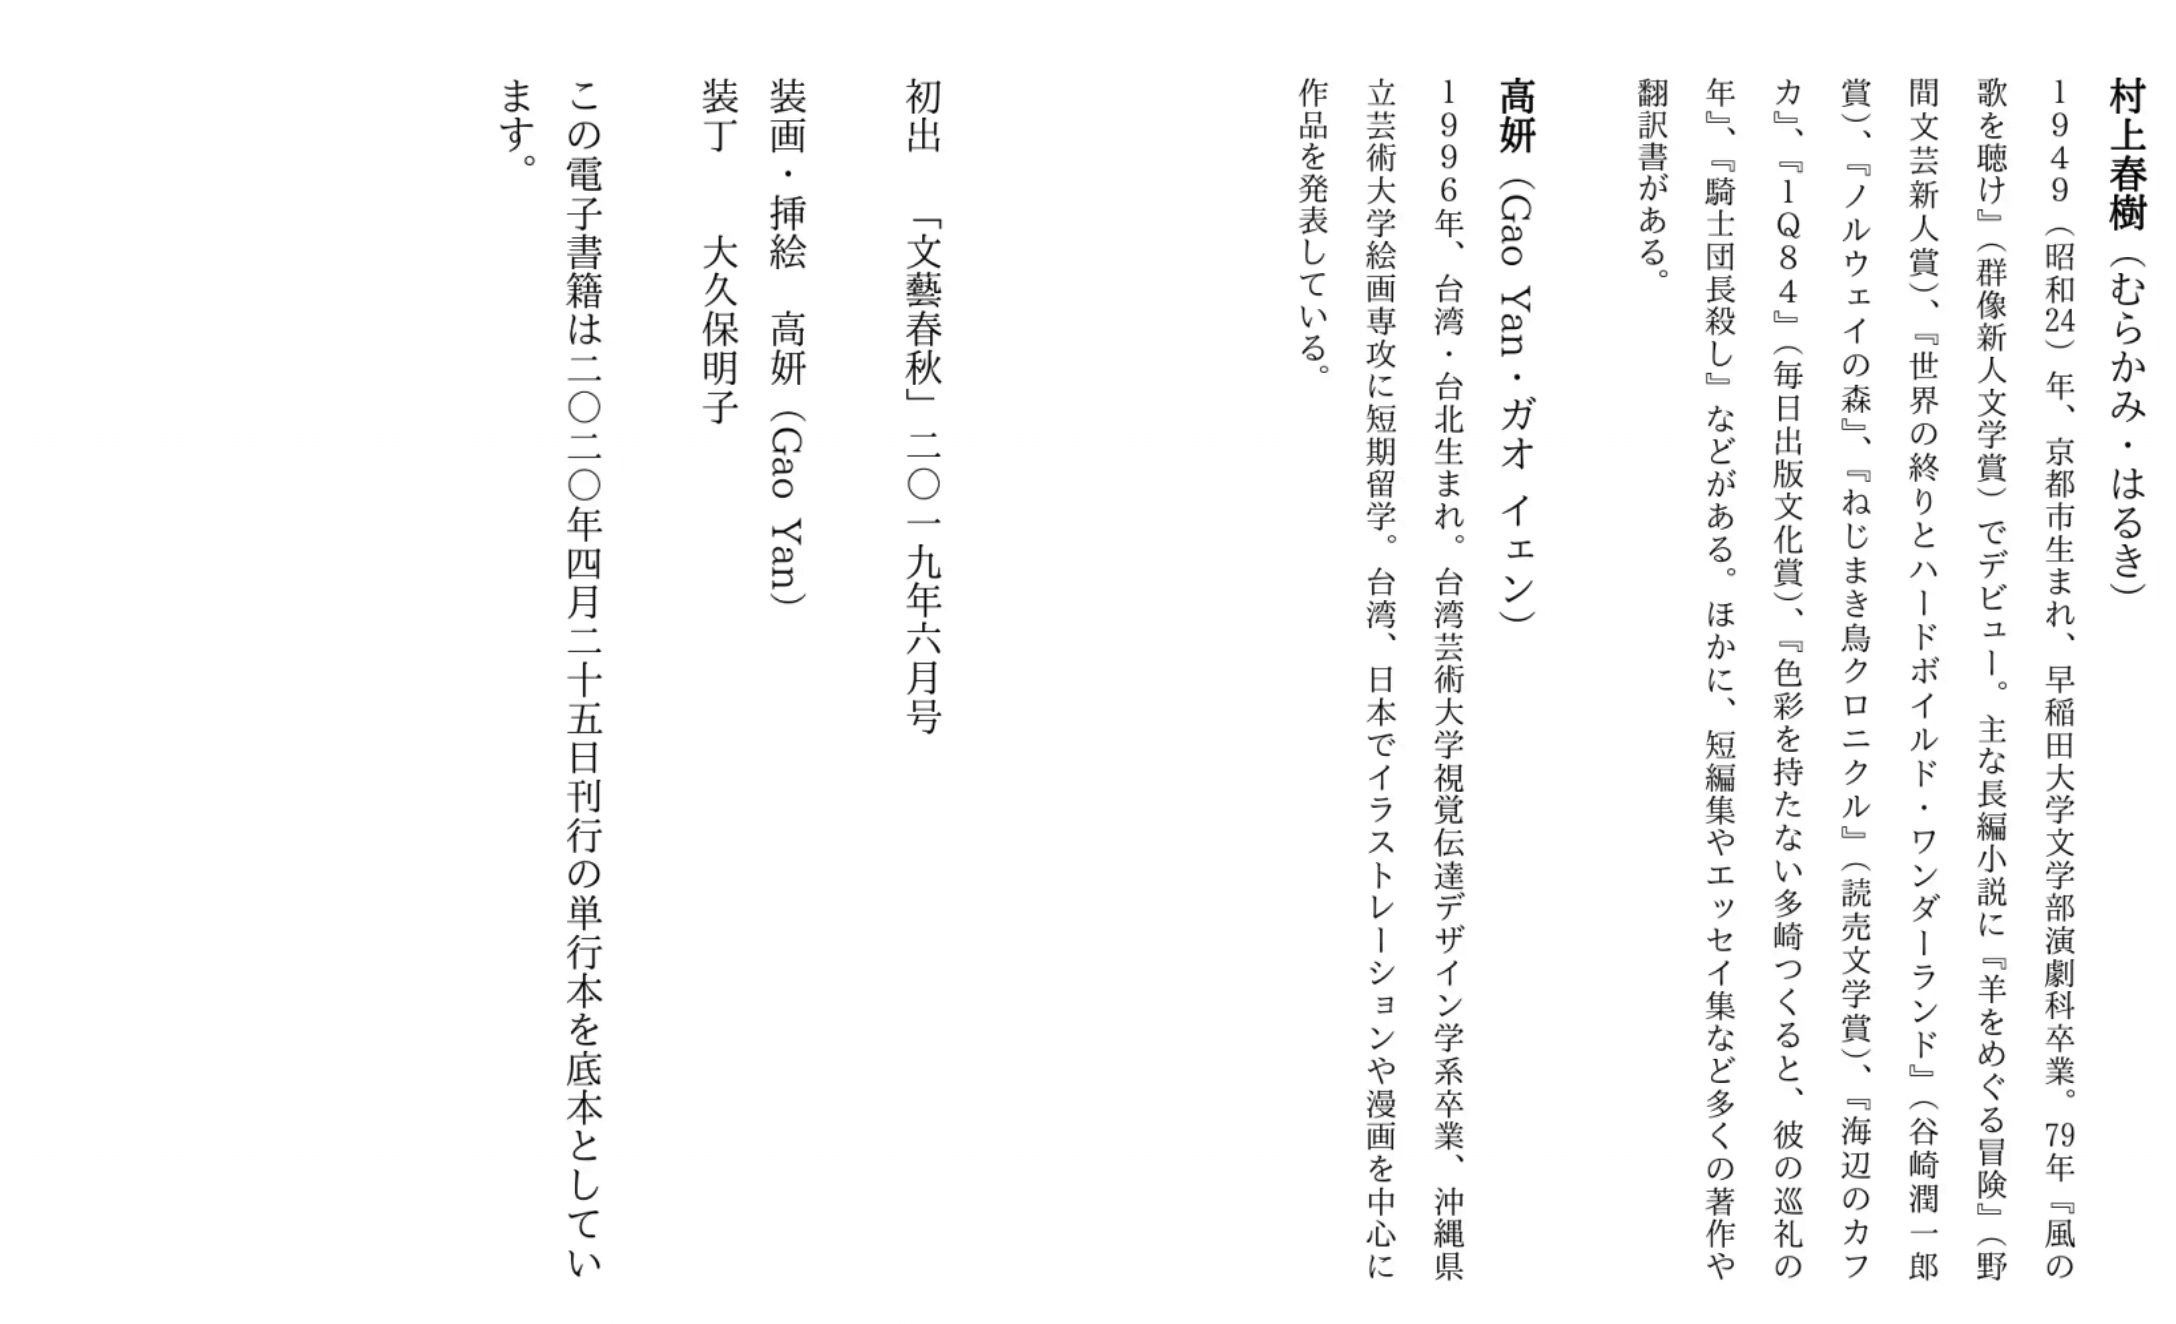 村上春樹（むらかみ・はるき）
1949（昭和24）年、京都市生まれ、早稲田大学文学部演劇科卒業。79年『風の
歌を聴け』（群像新人文学賞）でデビュー。主な長編小説に『羊をめぐる冒険』（野
間文芸新人賞）、『世界の終りとハードボイルド・ワンダーランド』（谷崎潤一郎
賞）、『ノルウェイの森』、『ねじまき鳥クロニクル』（読売文学賞）、『海辺のカフ
カ』、『1Q84』（毎日出版文化賞）、『色彩を持たない多崎つくると、彼の巡礼の
年』、『騎士団長殺し』などがある。ほかに、短編集やエッセイ集など多くの著作や
翻訳書がある。
高妍（Gao Yan・ガオ イェン）
1996年、台湾・台北生まれ。台湾芸術大学視覚伝達デザイン学系卒業、沖縄県
立芸術大学絵画専攻に短期留学。台湾、日本でイラストレーションや漫画を中心に
作品を発表している。
初出　「文藝春秋」二〇一九年六月号
装画・挿絵　高妍（Gao Yan）
装丁　　大久保明子
この電子書籍は二〇二〇年四月二十五日刊行の単行本を底本としてい
ます。